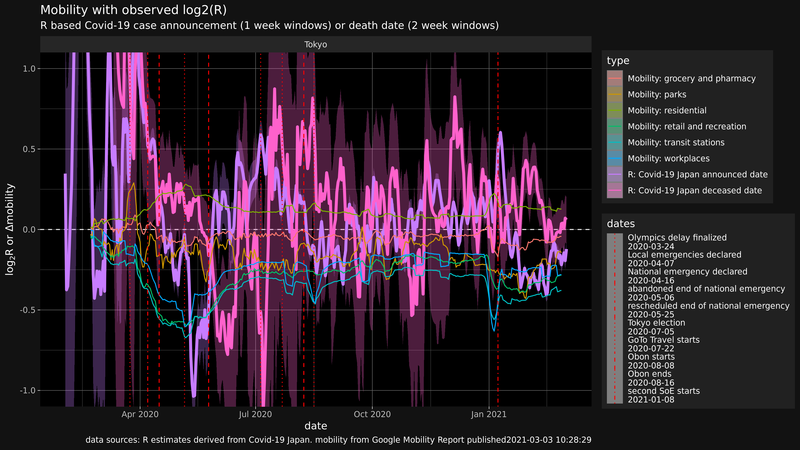 Mobility with observed log2(R)
R based Covid-19 case announcement (1 week windows) or death date (2 week windows)
Tokyo
1.0
0.5
0.0
-0.5
-1.0
log₂R or Δmobility
Apr 2020
Jul 2020
Oct 2020
Jan 2021
date
type
Mobility: grocery and pharmacy
Mobility: parks
Mobility: residential
Mobility: retail and recreation
Mobility: transit stations
Mobility: workplaces
R: Covid-19 Japan announced date
R: Covid-19 Japan deceased date
dates
Olympics delay finalized
2020-03-24
Local emergencies declared
2020-04-07
National emergency declared
2020-04-16
abandoned end of national emergency
2020-05-06
rescheduled end of national emergency
2020-05-25
Tokyo election
2020-07-05
GoTo Travel starts
2020-07-22
Obon starts
2020-08-08
Obon ends
2020-08-16
second SoE starts
2021-01-08
data sources: R estimates derived from Covid-19 Japan. mobility from Google Mobility Report published2021-03-03 10:28:29